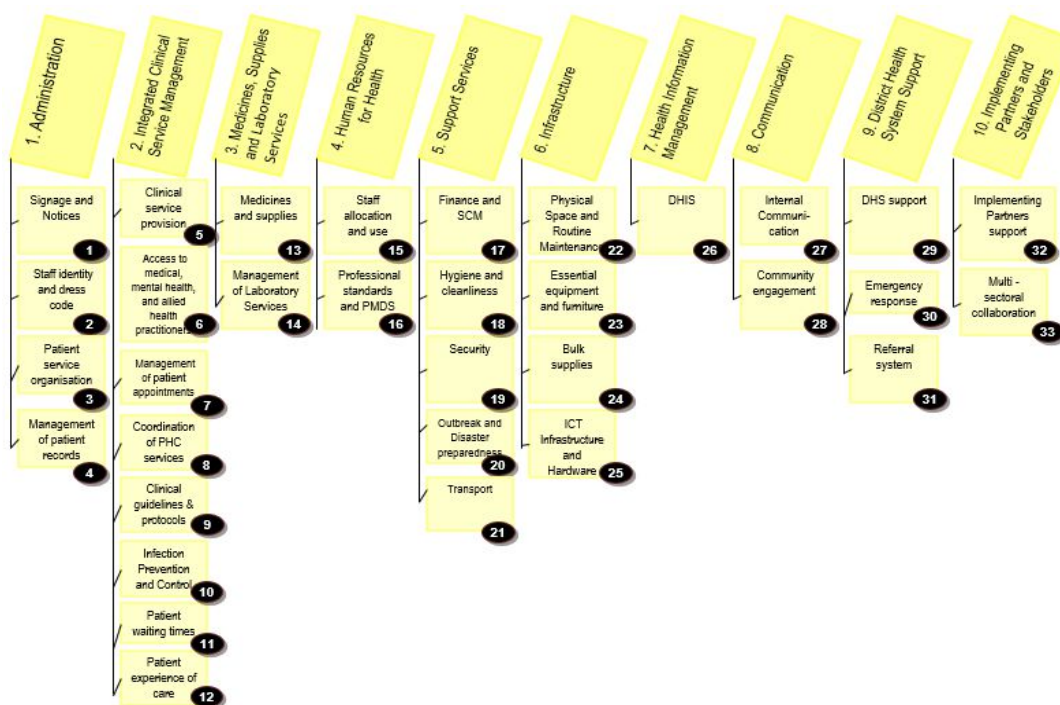 1. Administration
Signage and
Notices
1
Staff identity
and dress
code
2
Patient
service
organisation
3
Management
of patient
records
4
2. Integrated Clinical
Service Management
Clinical
service
provision
5
Access to
medical,
mental health,
and allied
health
practitioners
6
Management
of patient
appointments
7
Coordination
of PHC
services
8
Clinical
guidelines &
protocols
9
Infection
Prevention
and Control
10
Patient
waiting times
11
Patient
experience of
care
12
3. Medicines, Supplies
and Laboratory
Services
Medicines
and supplies
13
Management
of Laboratory
Services
14
4. Human Resources
for Health
Staff
allocation
and use
15
Professional
standards
and PMDS
16
5. Support Services
Finance and
SCM
17
Hygiene and
cleanliness
18
Security
19
Outbreak and
Disaster
preparedness
20
Transport
21
6. Infrastructure
Physical
Space and
Routine
Maintenance
22
Essential
equipment
and furniture
23
Bulk
supplies
24
ICT
Infrastructure
and
Hardware
25
7. Health Information
Management
DHIS
26
8. Communication
Internal
Communi-
cation
27
Community
engagement
28
9. District Health
System Support
DHS support
29
Emergency
response
30
Referral
system
31
10. Implementing
Partners and
Stakeholders
Implementing
Partners
support
32
Multi -
sectoral
collaboration
33